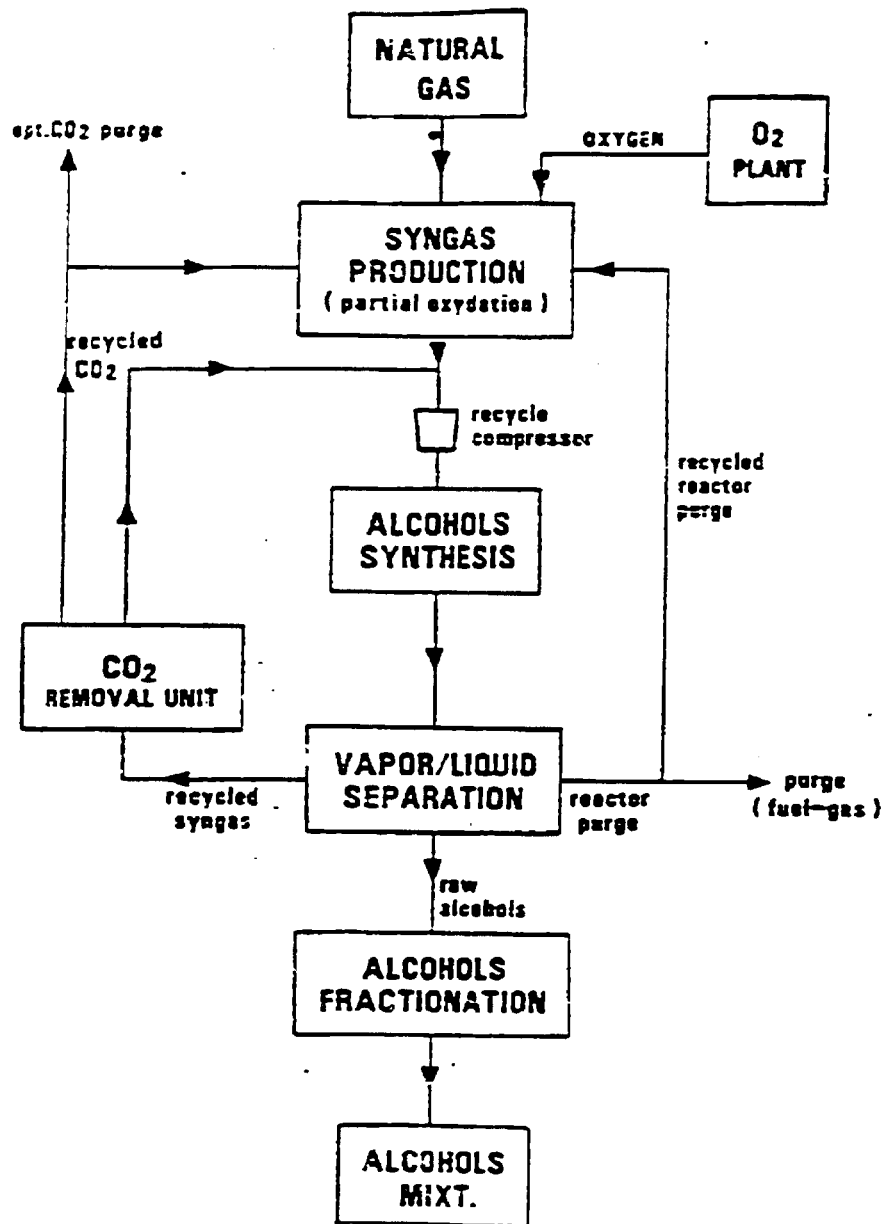 NATURAL
GAS
opt.CO2 purge
OXYGEN
O2
PLANT
SYNGAS
PRODUCTION
( partial oxydation )
recycled
CO2
recycle
compresser
recycled
reactor
purge
ALCOHOLS
SYNTHESIS
CO2
REMOVAL UNIT
VAPOR/LIQUID
SEPARATION
recycled
syngas
reactor
purge
purge
( fuel-gas )
raw
alcohols
ALCOHOLS
FRACTIONATION
ALCOHOLS
MIXT.